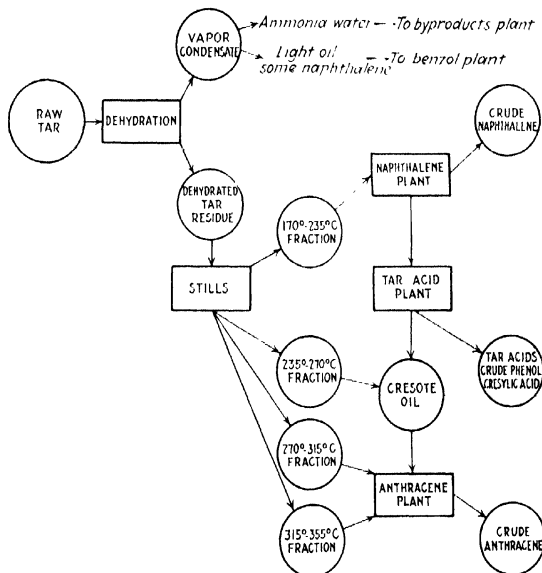 VAPOR
CONDENSATE
Ammonia water — To byproducts plant
Light oil
some naphthalene — To benzol plant
RAW
TAR
DEHYDRATION
CRUDE
NAPHTHALENE
DEHYDRATED
TAR
RESIDUE
170°-235°C
FRACTION
NAPHTHALENE
PLANT
STILLS
TAR ACID
PLANT
235°-270°C
FRACTION
CRESOTE
OIL
TAR ACIDS
CRUDE PHENOL
CRESYLIC ACID
270°-315°C
FRACTION
ANTHRACENE
PLANT
315°-355°C
FRACTION
CRUDE
ANTHRACENE